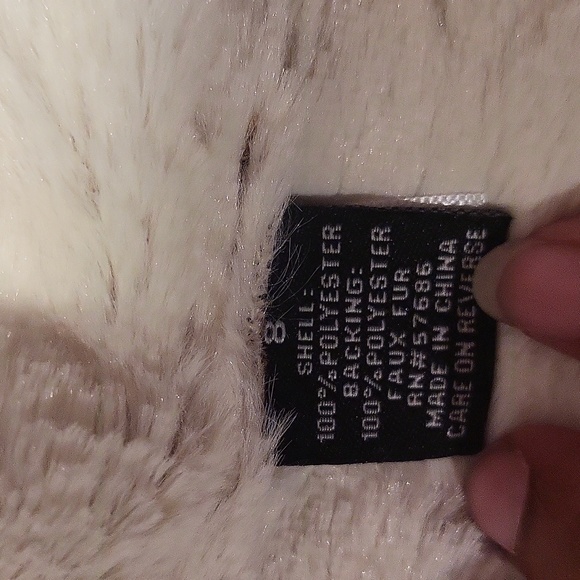 8
SHELL:
100%POLYESTER
BACKING:
100%POLYESTER
FAUX FUR
RN#57686
MADE IN CHINA
CARE ON REVERSE